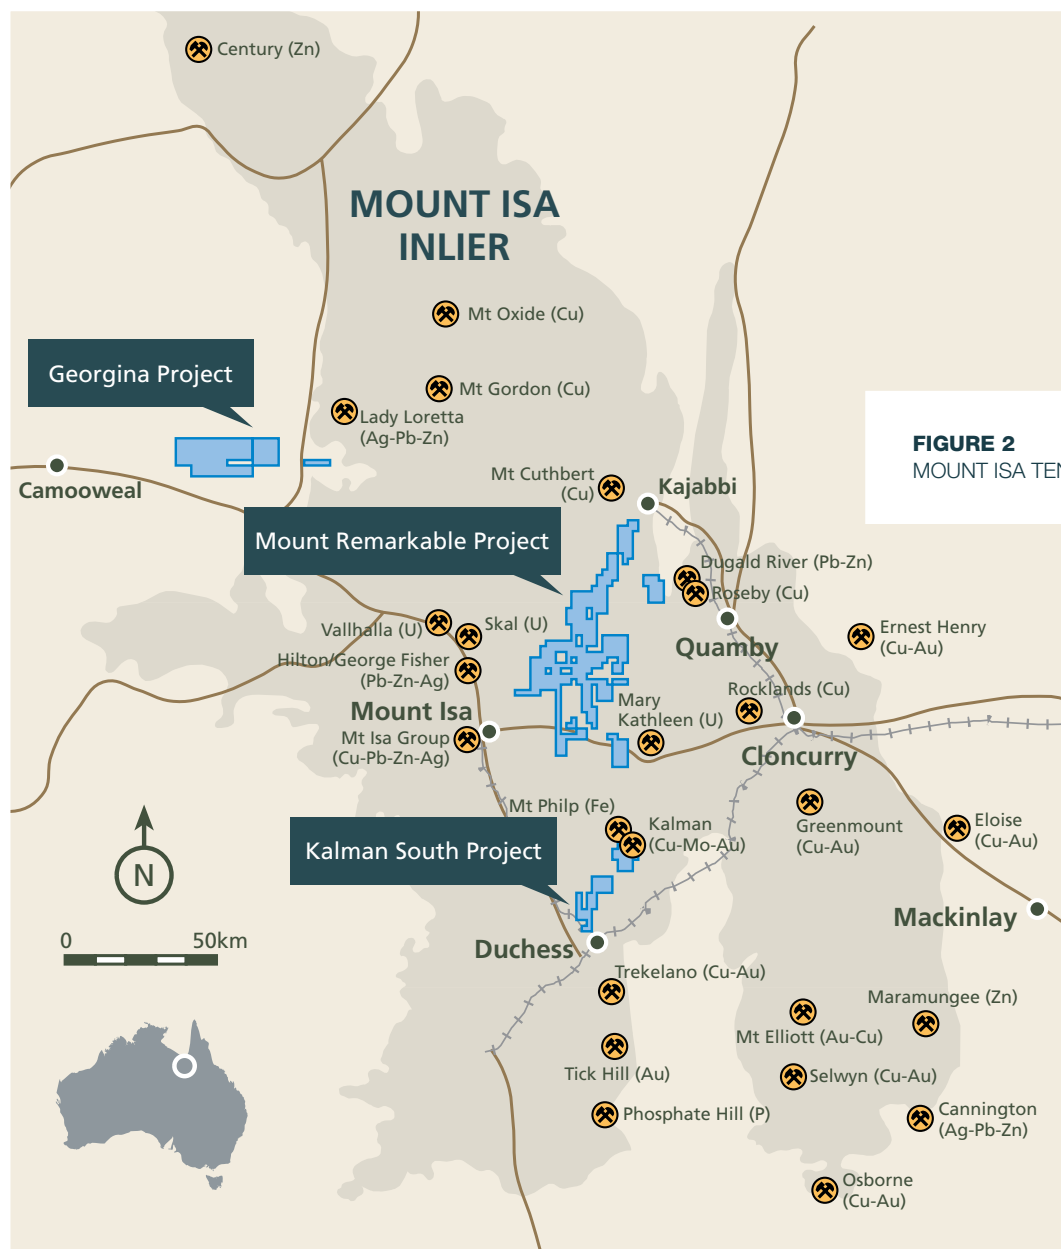 Century (Zn)
MOUNT ISA
INLIER
Mt Oxide (Cu)
Georgina Project
Mt Gordon (Cu)
Lady Loretta
(Ag-Pb-Zn)
FIGURE 2
MOUNT ISA TEN
Camooweal
Mt Cuthbert
(Cu)
Kajabbi
Mount Remarkable Project
Dugald River (Pb-Zn)
Roseby (Cu)
Vallhalla (U)
Skal (U)
Ernest Henry
(Cu-Au)
Quamby
Hilton/George Fisher
(Pb-Zn-Ag)
Rocklands (Cu)
Mary
Kathleen (U)
Mount Isa
Mt Isa Group
(Cu-Pb-Zn-Ag)
Cloncurry
Mt Philp (Fe)
Kalman
(Cu-Mo-Au)
Greenmount
(Cu-Au)
Eloise
(Cu-Au)
Kalman South Project
N
Mackinlay
0 50km
Duchess
Trekelano (Cu-Au)
Maramungee (Zn)
Mt Elliott (Au-Cu)
Tick Hill (Au)
Selwyn (Cu-Au)
Phosphate Hill (P)
Cannington
(Ag-Pb-Zn)
Osborne
(Cu-Au)